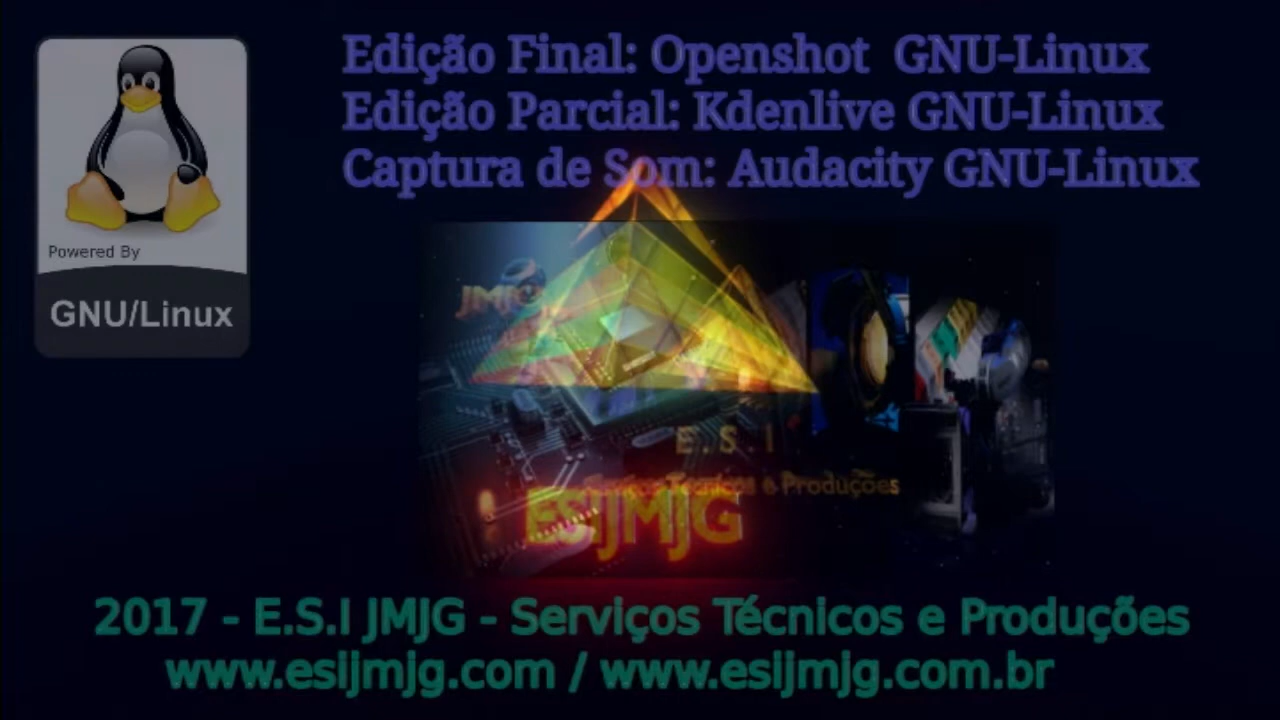 Edição Final: Openshot GNU-Linux
Edição Parcial: Kdenlive GNU-Linux
Captura de Som: Audacity GNU-Linux
Powered By
GNU/Linux
JMJG
E.S.I
Serviços Técnicos e Produções
ESIJMJG
2017 - E.S.I JMJG - Serviços Técnicos e Produções
www.esijmjg.com / www.esijmjg.com.br